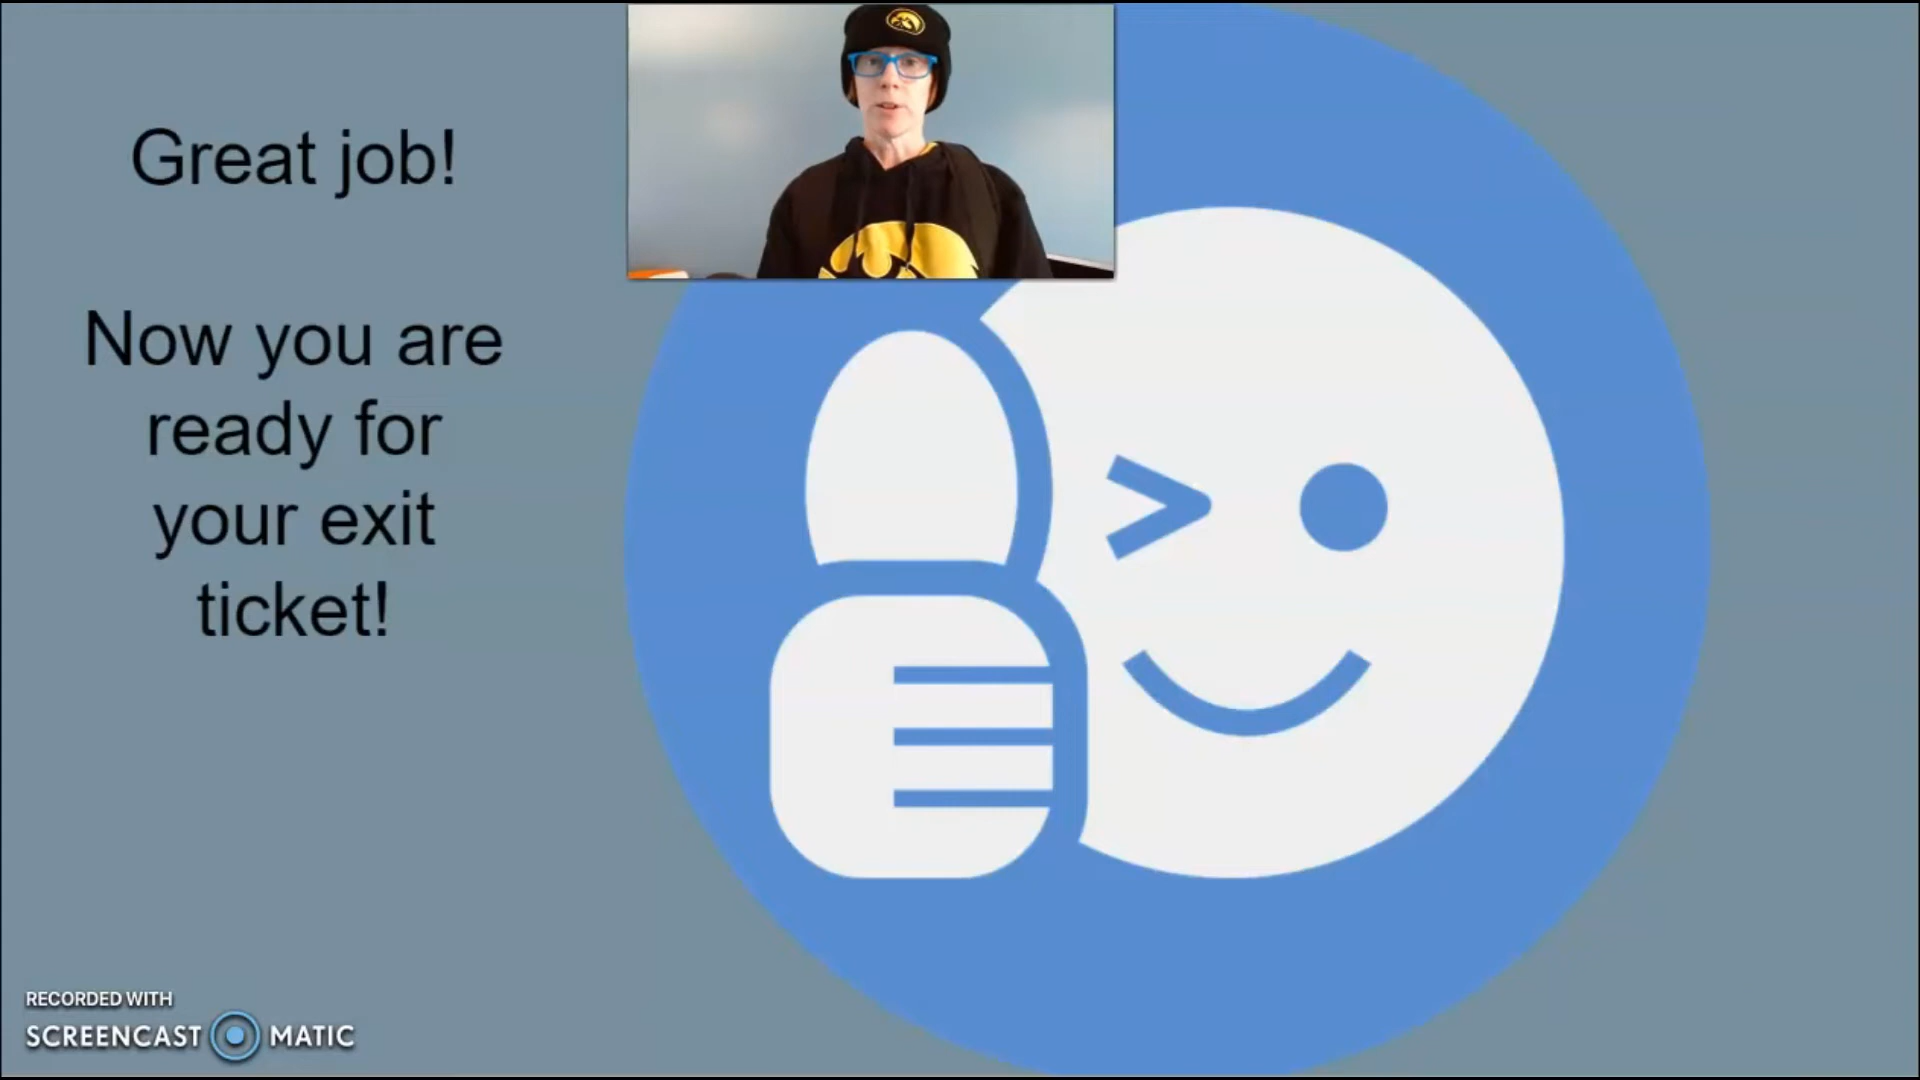 Great job!
Now you are
ready for
your exit
ticket!
RECORDED WITH
SCREENCAST MATIC